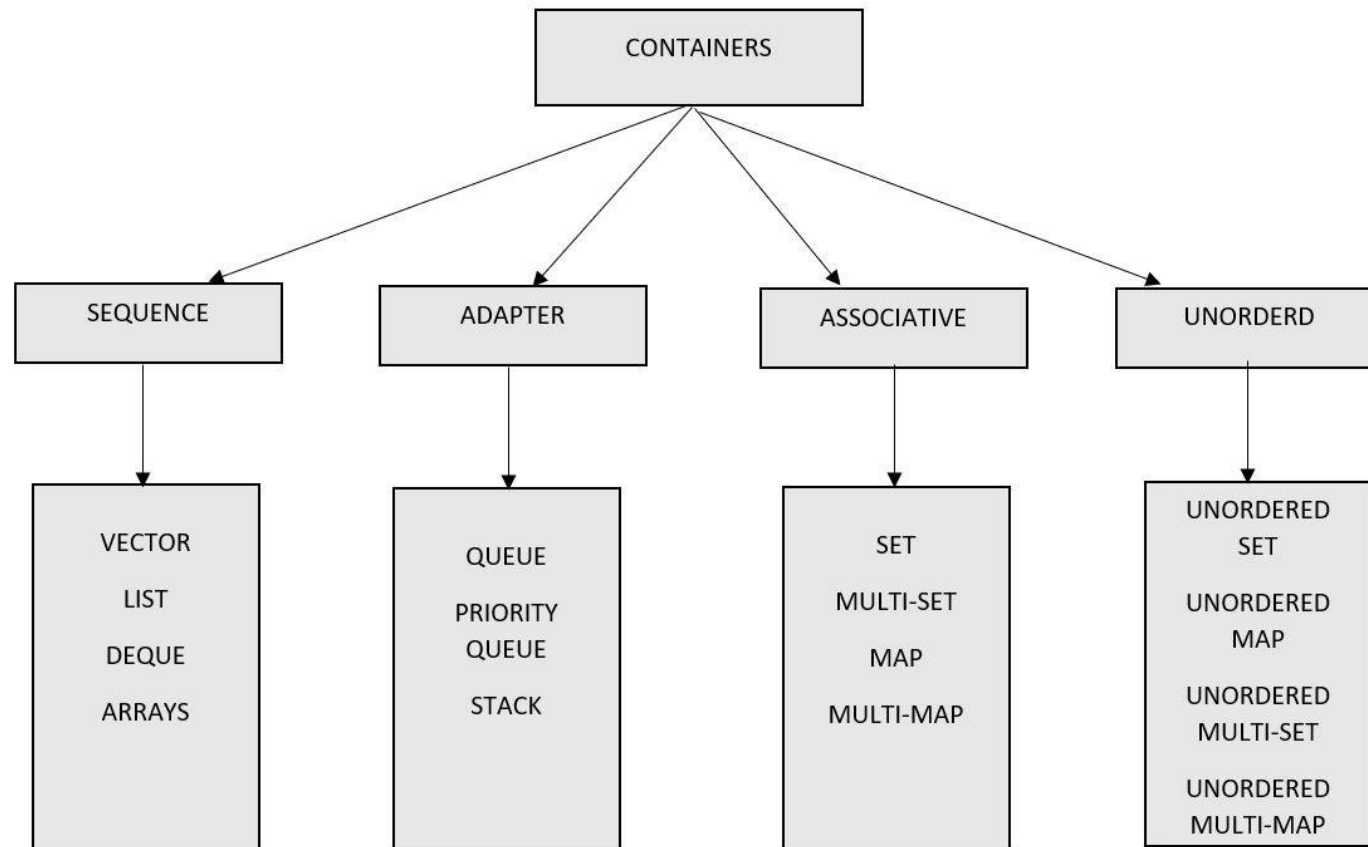 CONTAINERS
SEQUENCE
ADAPTER
ASSOCIATIVE
UNORDERD
VECTOR
LIST
DEQUE
ARRAYS
QUEUE
PRIORITY
QUEUE
STACK
SET
MULTI-SET
MAP
MULTI-MAP
UNORDERED
SET
UNORDERED
MAP
UNORDERED
MULTI-SET
UNORDERED
MULTI-MAP